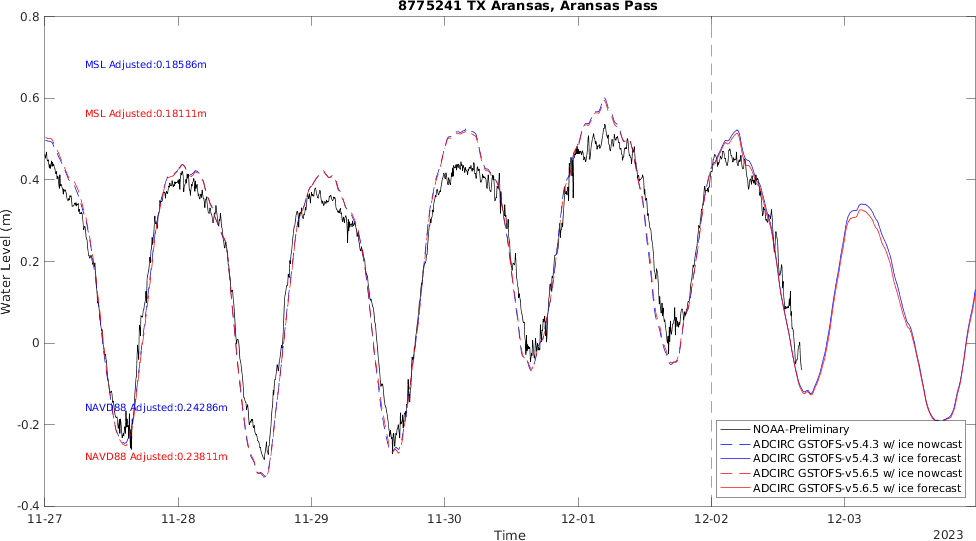 8775241 TX Aransas, Aransas Pass
0.8
0.6
0.4
0.2
0
-0.2
-0.4
Water Level (m)
MSL Adjusted:0.18586m
MSL Adjusted:0.18111m
NAVD88 Adjusted:0.24286m
NAVD88 Adjusted:0.23811m
NOAA-Preliminary
ADCIRC GSTOFS-v5.4.3 w/ ice nowcast
ADCIRC GSTOFS-v5.4.3 w/ ice forecast
ADCIRC GSTOFS-v5.6.5 w/ ice nowcast
ADCIRC GSTOFS-v5.6.5 w/ ice forecast
11-27 11-28 11-29 11-30 12-01 12-02 12-03
Time
2023